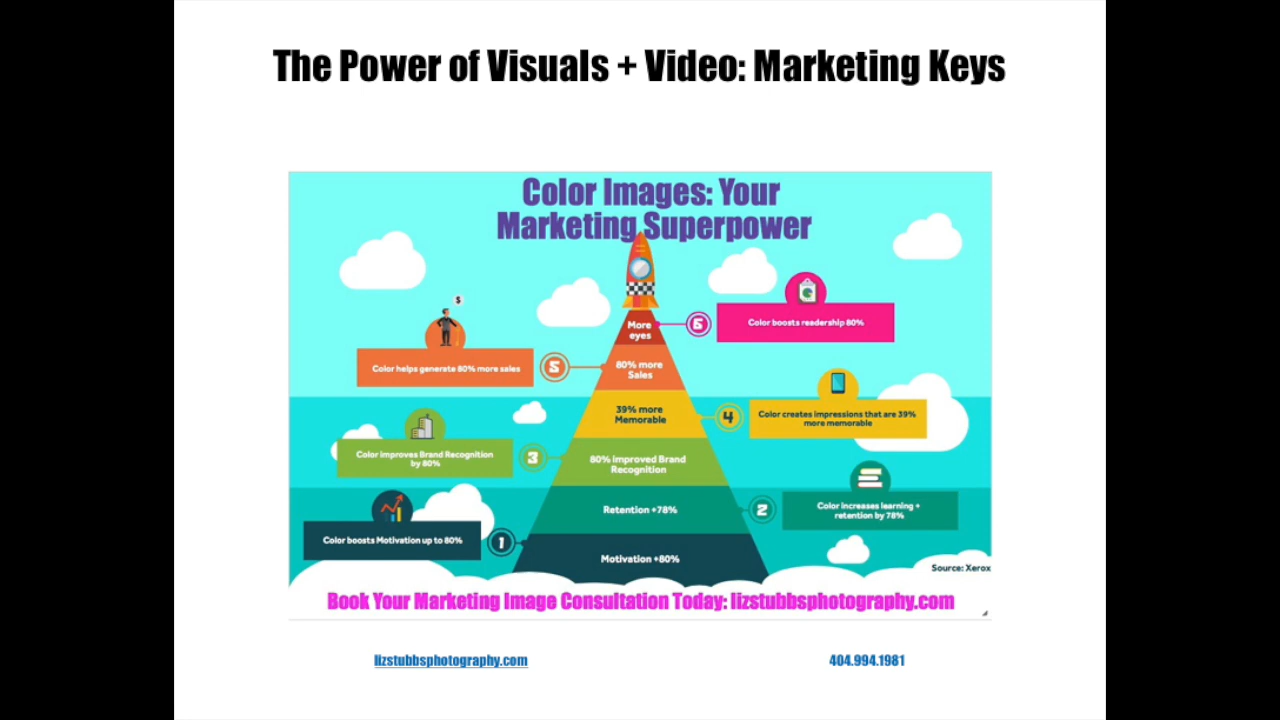 The Power of Visuals + Video: Marketing Keys
Color Images: Your
Marketing Superpower
$
More
eyes
6
Color boosts readership 80%
Color helps generate 80% more sales
5
80% more
Sales
39% more
Memorable
4
Color creates impressions that are 39%
more memorable
Color improves Brand Recognition
by 80%
3
80% improved Brand
Recognition
Retention +78%
2
Color increases learning +
retention by 78%
Color boosts Motivation up to 80%
1
Motivation +80%
Source: Xerox
Book Your Marketing Image Consultation Today: lizstubbsphotography.com
lizstubbsphotography.com
404.994.1981